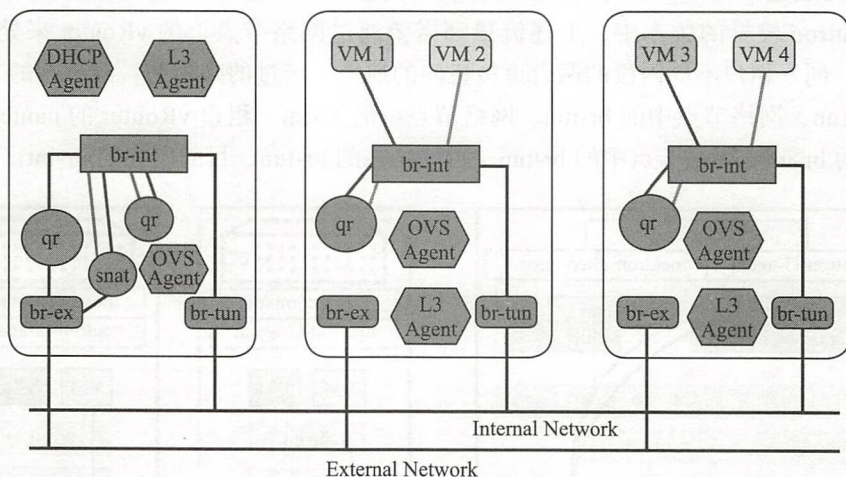 DHCP
Agent
L3
Agent
br-int
qr
qr
snat
OVS
Agent
br-ex
br-tun
VM 1
VM 2
br-int
qr
OVS
Agent
br-ex
L3
Agent
br-tun
VM 3
VM 4
br-int
qr
OVS
Agent
br-ex
L3
Agent
br-tun
Internal Network
External Network